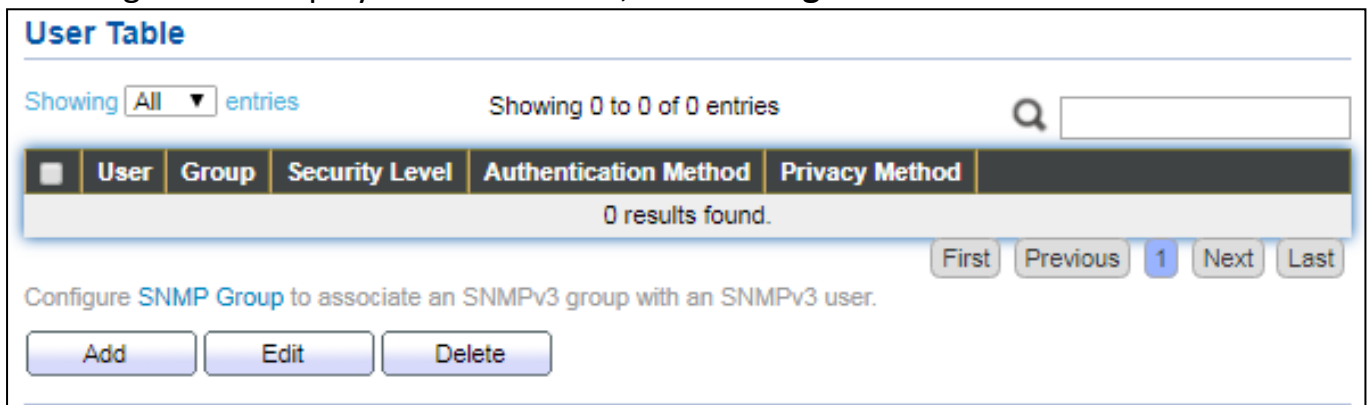 User Table
Showing All entries Showing 0 to 0 of 0 entries
User Group Security Level Authentication Method Privacy Method
0 results found.
First Previous 1 Next Last
Configure SNMP Group to associate an SNMPv3 group with an SNMPv3 user.
Add Edit Delete